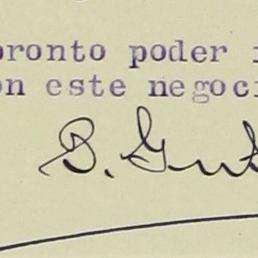 pronto poder
on este negoci
B. Gut